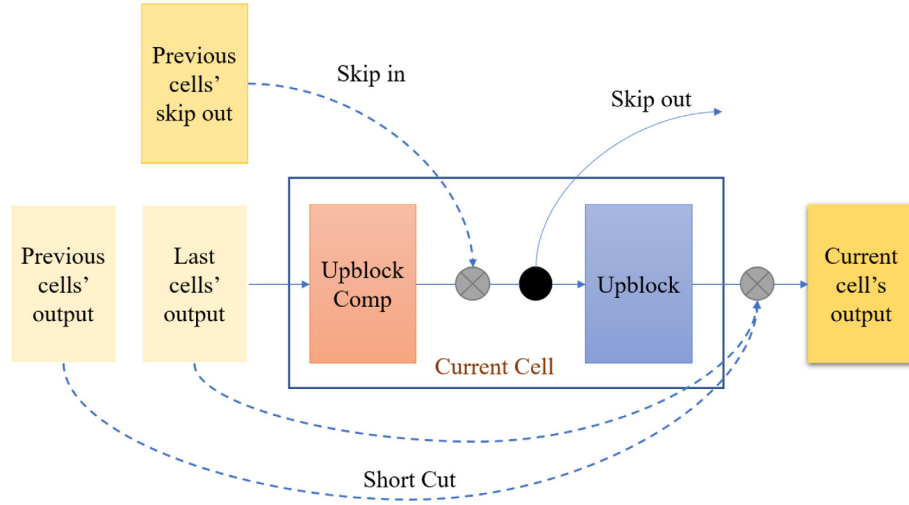 Previous
cells'
skip out
Skip in
Skip out
Previous
cells'
output
Last
cells'
output
Upblock
Comp
Upblock
Current
cell's
output
Current Cell
Short Cut